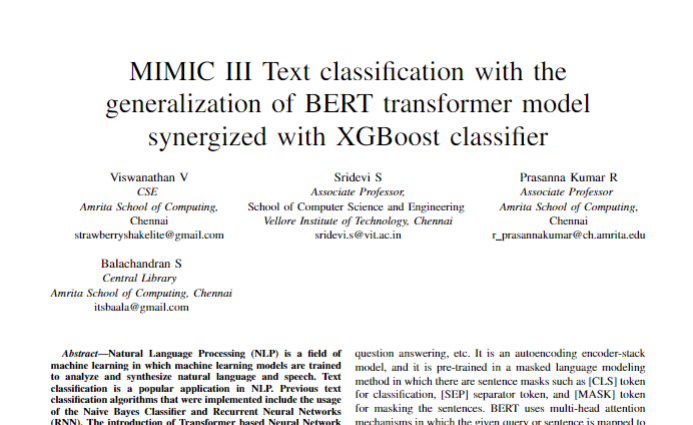 MIMIC III Text classification with the
generalization of BERT transformer model
synergized with XGBoost classifier
Viswanathan V
CSE
Amrita School of Computing,
Chennai
strawberryshakelite@gmail.com
Sridevi S
Associate Professor,
School of Computer Science and Engineering
Vellore Institute of Technology, Chennai
sridevi.s@vit.ac.in
Prasanna Kumar R
Associate Professor
Amrita School of Computing,
Chennai
r_prasannakumar@ch.amrita.edu
Balachandran S
Central Library
Amrita School of Computing, Chennai
itsbaala@gmail.com
Abstract—Natural Language Processing (NLP) is a field of
machine learning in which machine learning models are trained
to analyze and synthesize natural language and speech. Text
classification is a popular application in NLP. Previous text
classification algorithms that were implemented include the usage
of the Naive Bayes Classifier and Recurrent Neural Networks
(RNN). The introduction of Transformer based Neural Network
question answering, etc. It is an autoencoding encoder-stack
model, and it is pre-trained in a masked language modeling
method in which there are sentence masks such as [CLS] token
for classification, [SEP] separator token, and [MASK] token
for masking the sentences. BERT uses multi-head attention
mechanisms in which the given query or sentence is mapped to